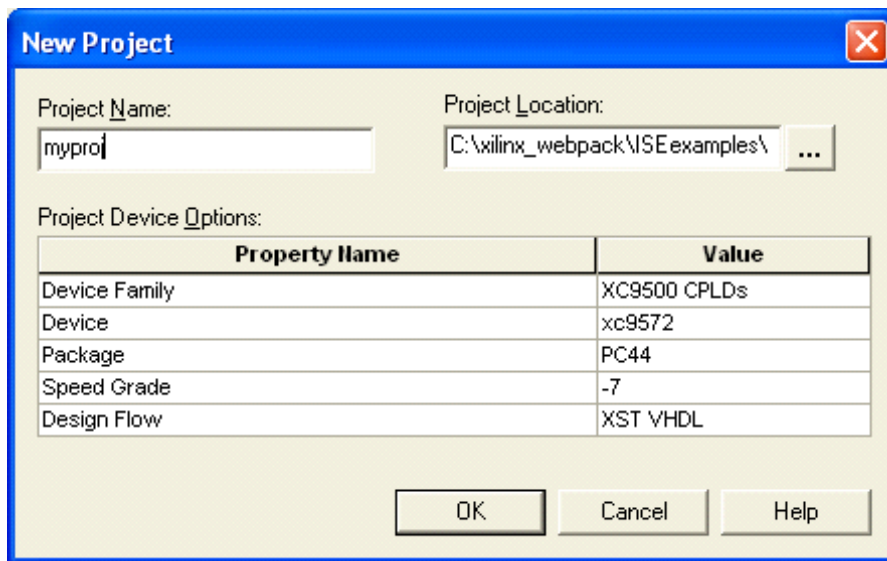 New Project
Project Name:
Project Location:
myproj
C:\xilinx_webpack\ISEexamples\
...
Project Device Options:
Property Name Value
Device Family XC9500 CPLDs
Device xc9572
Package PC44
Speed Grade -7
Design Flow XST VHDL
OK Cancel Help